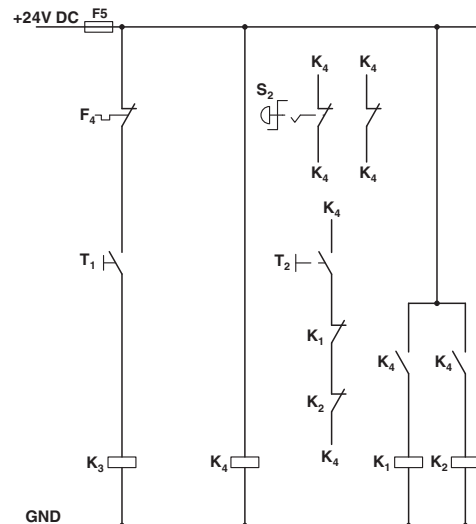 +24V DC F5
K₄ K₄
S₂
F₄
K₄ K₄
K₄
T₁ T₂
K₁
K₄ K₄
K₂
K₄
K₃ K₄ K₁ K₂
GND